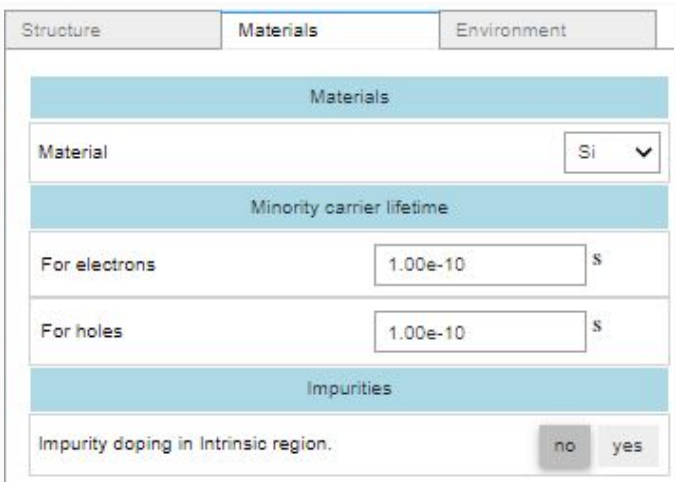 Structure Materials Environment
Materials
Material Si
Minority carrier lifetime
For electrons 1.00e-10 s
For holes 1.00e-10 s
Impurities
Impurity doping in Intrinsic region. no yes